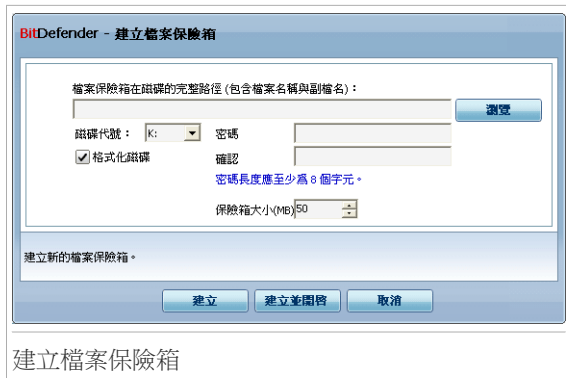 BitDefender - 建立檔案保險箱
檔案保險箱在磁碟的完整路徑 (包含檔案名稱與副檔名)：
瀏覽
磁碟代號： K: 密碼
格式化磁碟 確認
密碼長度應至少爲 8 個字元。
保險箱大小(MB) 50
建立新的檔案保險箱。
建立 建立並開啓 取消
建立檔案保險箱